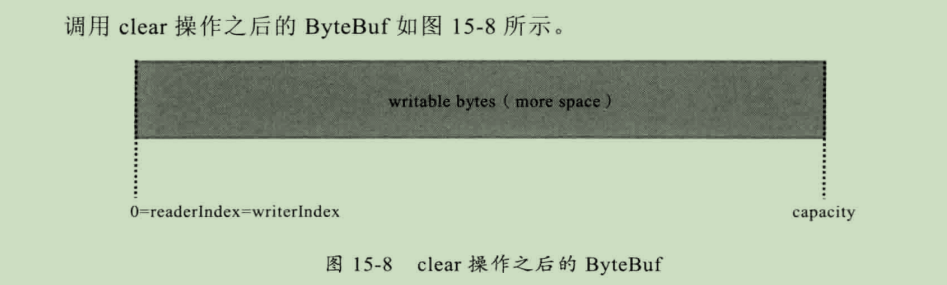 调用 clear 操作之后的 ByteBuf 如图 15-8 所示。
writable bytes（more space）
0=readerIndex=writerIndex
capacity
图 15-8 clear 操作之后的 ByteBuf